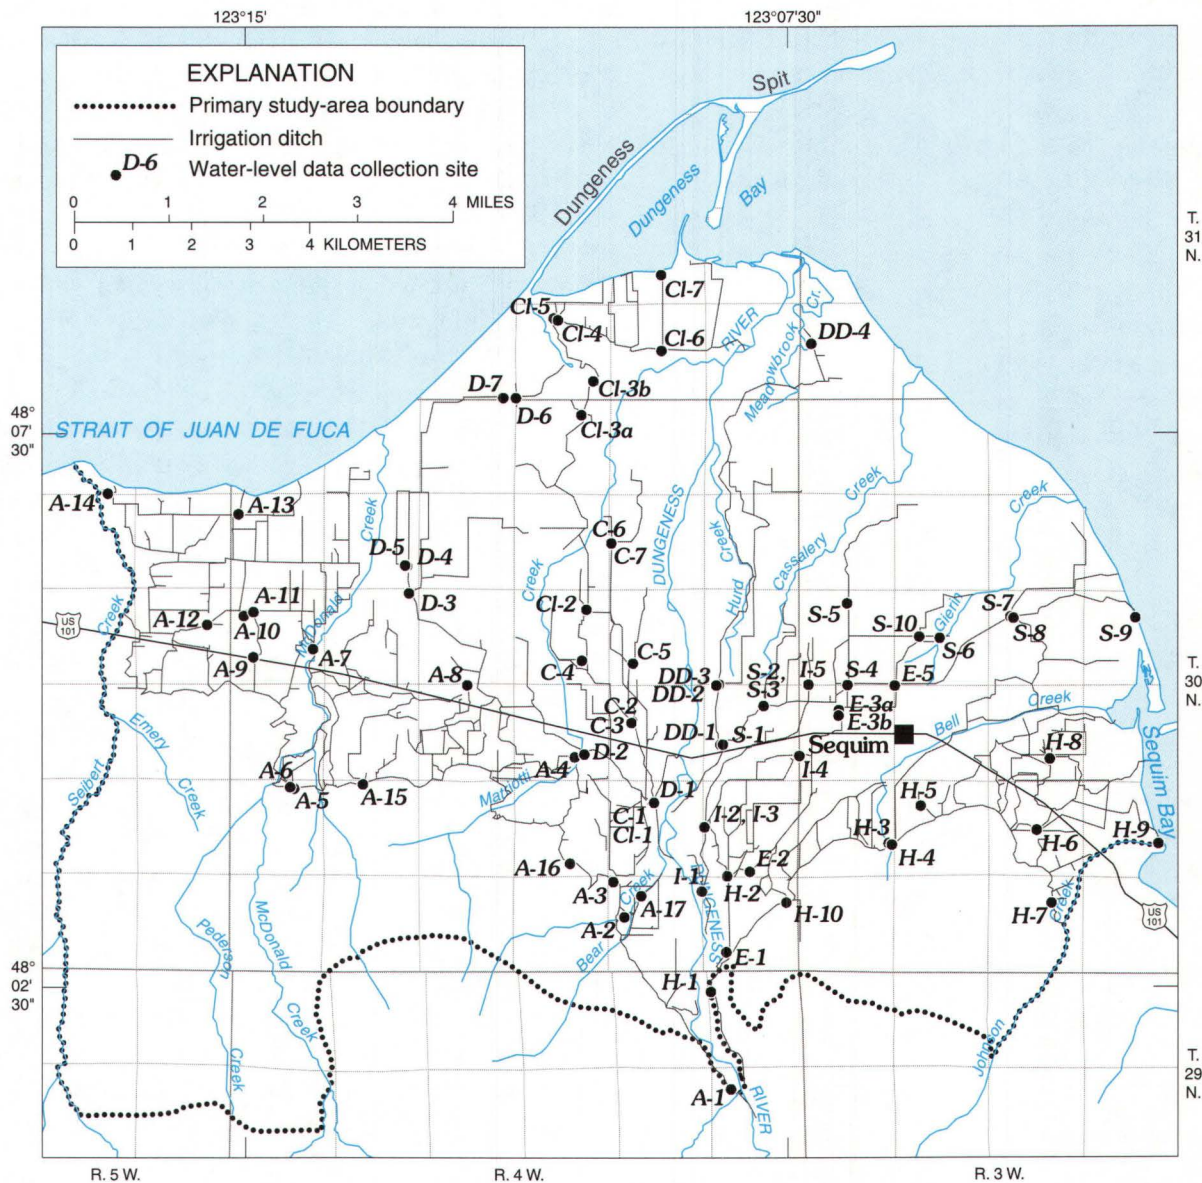 123°15'
123°07'30"
EXPLANATION
Primary study-area boundary
Irrigation ditch
D-6
Water-level data collection site
0 1 2 3 4 MILES
0 1 2 3 4 KILOMETERS
Dungeness
Spit
Dungeness
Bay
T.
31
N.
Cl-7
Cl-5
Cl-4
Cl-6
RIVER
Meadowbrook
Cr.
DD-4
D-7
D-6
Cl-3b
Cl-3a
48°
07'
30"
STRAIT OF JUAN DE FUCA
A-14
A-13
Creek
D-5
D-4
D-3
C-6
C-7
DUNGENESS
Creek
Hurd
Cassalery
Creek
Creek
US
101
Creek
A-12
A-11
A-10
A-9
McDonald
A-7
A-8
Creek
Cl-2
C-4
C-5
DD-3
DD-2
S-2,
S-3
I-5
S-5
S-4
S-10
Gierin
S-6
S-7
S-8
S-9
E-5
E-3a
E-3b
T.
30
N.
C-2
C-3
DD-1
S-1
Sequim
Bell
Creek
Emery
Creek
Seibert
A-6
A-5
A-15
A-4
D-2
Matriotti
D-1
C-1
Cl-1
I-4
I-2, I-3
H-8
H-5
H-6
H-9
Sequim Bay
H-3
H-4
A-16
A-3
Creek
A-17
A-2
Bear
I-1
H-2
E-2
H-10
H-7
Creek
US
101
DUNGENESS
E-1
H-1
48°
02'
30"
Pederson
Creek
McDonald
Creek
Johnson
A-1
RIVER
T.
29
N.
R. 5 W.
R. 4 W.
R. 3 W.